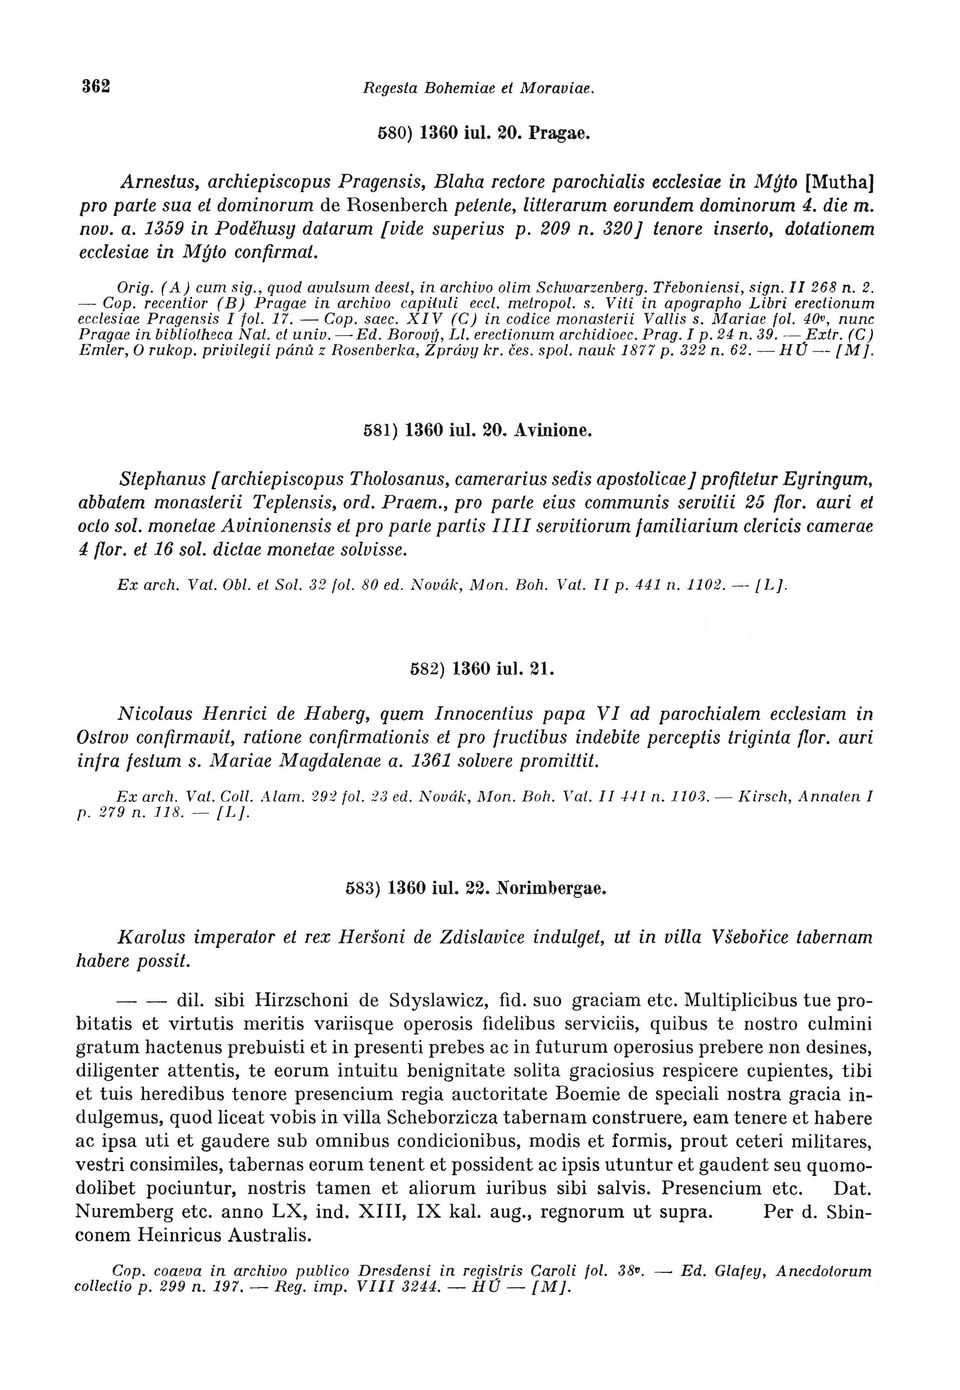 362
Regesta Bohemiae et Moraviae.
580) 1360 iul. 20. Pragae.
Arnestus, archiepiscopus Pragensis, Blaha rectore parochialis ecclesiae in Mýto [Mutha]
pro parte sua et dominorum de Rosenberch petente, litterarum eorundem dominorum 4. die m.
nov. a. 1359 in Poděhusy datarum [vide superius p. 209 n. 320] tenore inserto, dotationem
ecclesiae in Mýto confirmat.
Orig. (A) cum sig., quod avulsum deest, in archivo olim Schwarzenberg. Třeboniensi, sign. II 268 n. 2.
— Cop. recentior (B) Pragae in archivo capituli eccl. metropol. s. Viti in apographo Libri erectionum
ecclesiae Pragensis I fol. 17. — Cop. saec. XIV (C) in codice monasterii Vallis s. Mariae fol. 40v, nunc
Pragae in bibliotheca Nat. et univ. — Ed. Borový, Ll. erectionum archidioec. Prag. I p. 24 n. 39. — Extr. (C)
Emler, O rukop. privilegií pánů z Rosenberka, Zprávy kr. čes. spol. nauk 1877 p. 322 n. 62. — HÚ — [M].
581) 1360 iul. 20. Avinione.
Stephanus [archiepiscopus Tholosanus, camerarius sedis apostolicae] profitetur Eyringum,
abbatem monasterii Teplensis, ord. Praem., pro parte eius communis servitii 25 flor. auri et
octo sol. monetae Avinionensis et pro parte partis IIII servitiorum familiarium clericis camerae
4 flor. et 16 sol. dictae monetae solvisse.
Ex arch. Vat. Obl. et Sol. 32 fol. 80 ed. Novák, Mon. Boh. Vat. II p. 441 n. 1102. — [L].
582) 1360 iul. 21.
Nicolaus Henrici de Haberg, quem Innocentius papa VI ad parochialem ecclesiam in
Ostrov confirmavit, ratione confirmationis et pro fructibus indebite perceptis triginta flor. auri
infra festum s. Mariae Magdalenae a. 1361 solvere promittit.
Ex arch. Vat. Coll. Alam. 292 fol. 23 ed. Novák, Mon. Boh. Vat. II 441 n. 1103. — Kirsch, Annaten I
p. 279 n. 118. — [L].
583) 1360 iul. 22. Norimbergae.
Karolus imperator et rex Heršoni de Zdislavice indulget, ut in villa Všebořice tabernam
habere possit.
— — dil. sibi Hirzschoni de Sdyslawicz, fid. suo graciam etc. Multiplicibus tue pro-
bitatis et virtutis meritis variisque operosis fidelibus serviciis, quibus te nostro culmini
gratum hactenus prebuisti et in presenti prebes ac in futurum operosius prebere non desines,
diligenter attentis, te eorum intuitu benignitate solita graciosius respicere cupientes, tibi
et tuis heredibus tenore presencium regia auctoritate Boemie de speciali nostra gracia in-
dulgemus, quod liceat vobis in villa Scheborzicza tabernam construere, eam tenere et habere
ac ipsa uti et gaudere sub omnibus condicionibus, modis et formis, prout ceteri militares,
vestri consimiles, tabernas eorum tenent et possident ac ipsis utuntur et gaudent seu quomo-
dolibet pociuntur, nostris tamen et aliorum iuribus sibi salvis. Presencium etc. Dat.
Nuremberg etc. anno LX, ind. XIII, IX kal. aug., regnorum ut supra. Per d. Sbin-
conem Heinricus Australis.
Cop. coaeva in archivo publico Dresdensi in registris Caroli fol. 38v. — Ed. Glafey, Anecdotorum
collectio p. 299 n. 197. — Reg. imp. VIII 3244. — HÚ — [M].